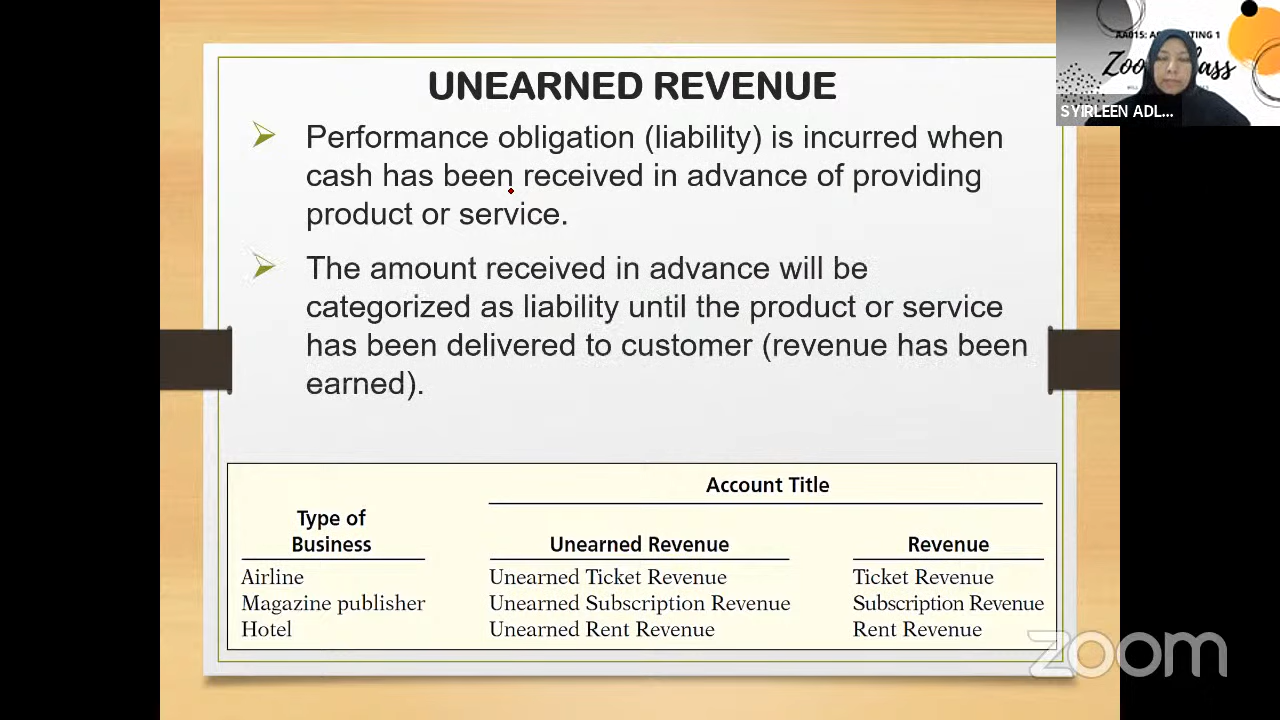 UNEARNED REVENUE
Performance obligation (liability) is incurred when
cash has been received in advance of providing
product or service.
The amount received in advance will be
categorized as liability until the product or service
has been delivered to customer (revenue has been
earned).
Account Title
Type of
Business
Unearned Revenue
Revenue
Airline
Unearned Ticket Revenue
Ticket Revenue
Magazine publisher
Unearned Subscription Revenue
Subscription Revenue
Hotel
Unearned Rent Revenue
Rent Revenue
AA015: ACCOUNTING 1
SYIRLEEN ADL...
zoom